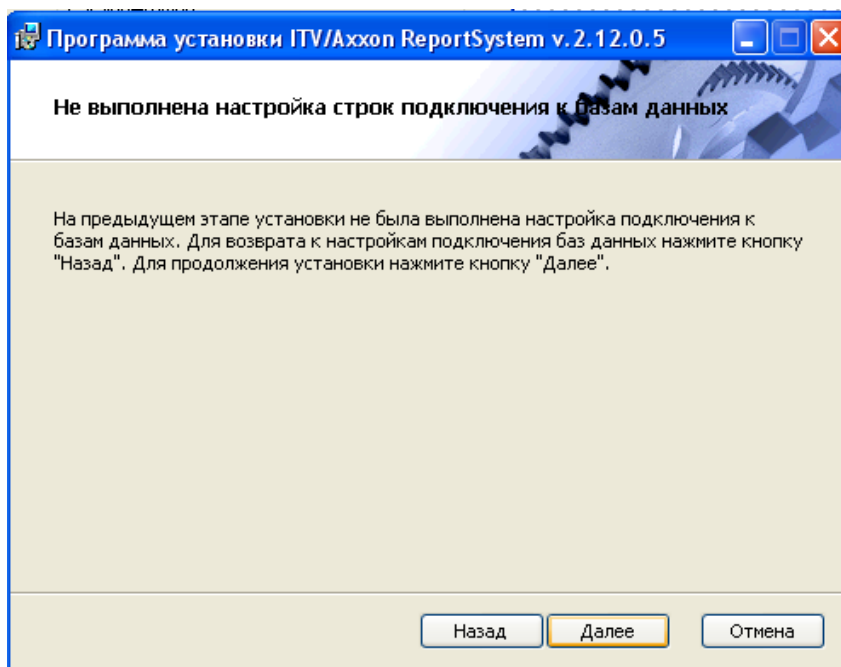 Программа установки ITV/Axxon ReportSystem v.2.12.0.5
Не выполнена настройка строк подключения к базам данных
На предыдущем этапе установки не была выполнена настройка подключения к
базам данных. Для возврата к настройкам подключения баз данных нажмите кнопку
"Назад". Для продолжения установки нажмите кнопку "Далее".
Назад Далее Отмена